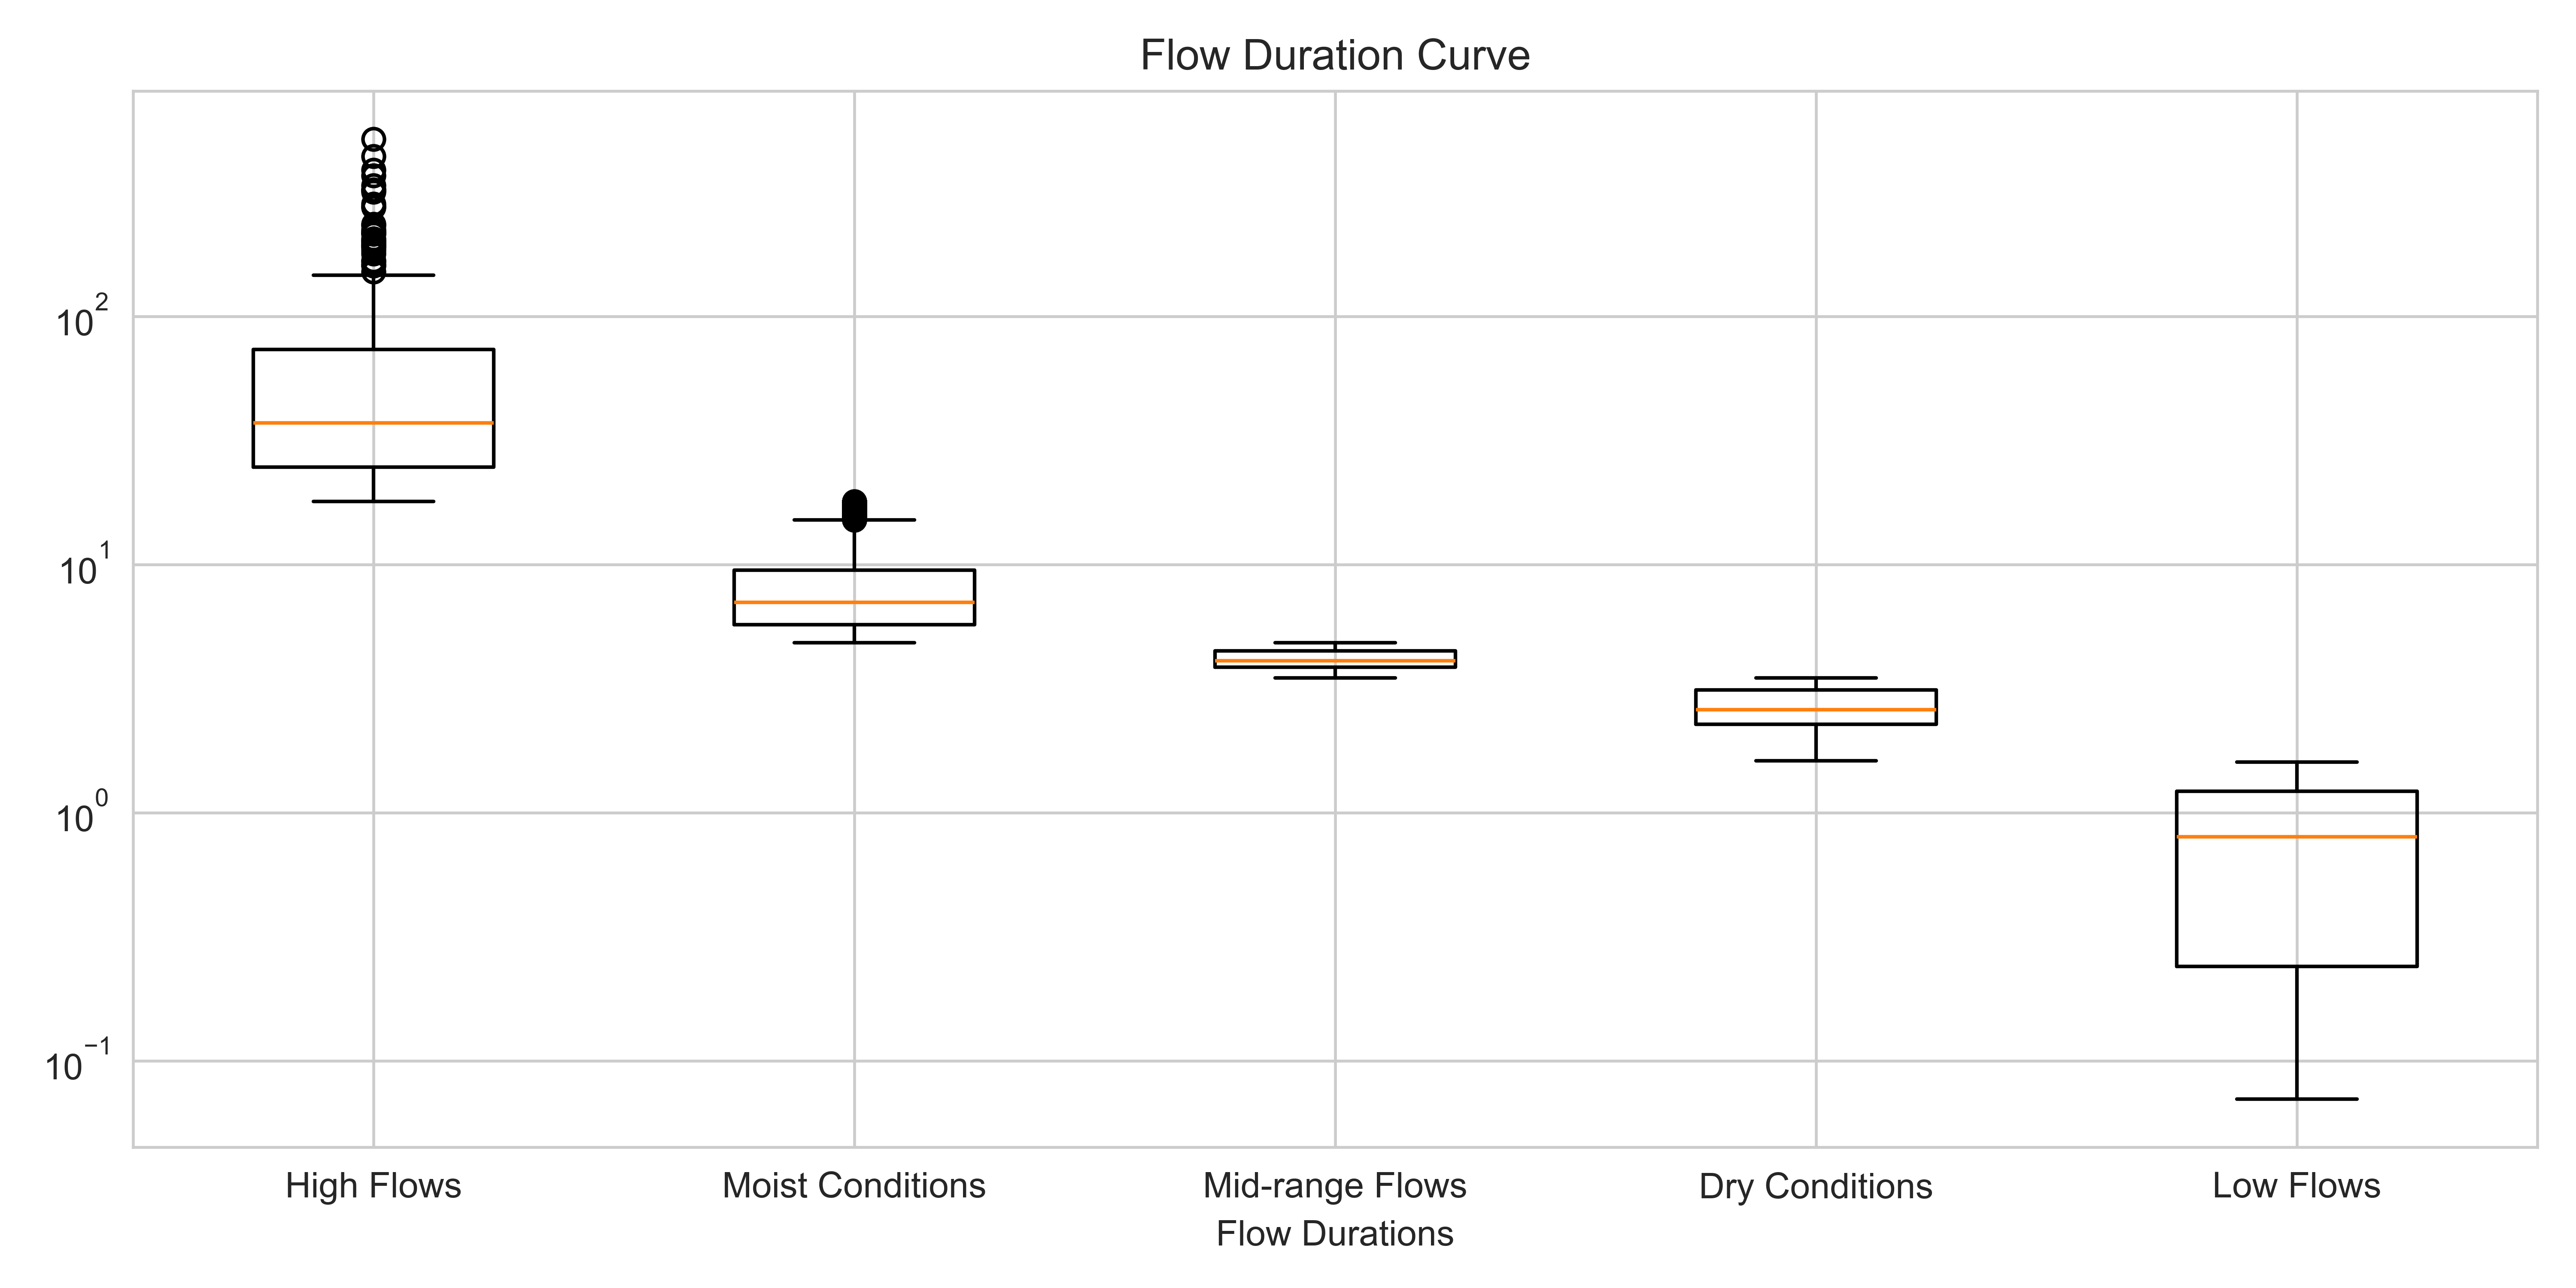 Flow Duration Curve
10²
10¹
10⁰
10⁻¹
High Flows Moist Conditions Mid-range Flows Dry Conditions Low Flows
Flow Durations